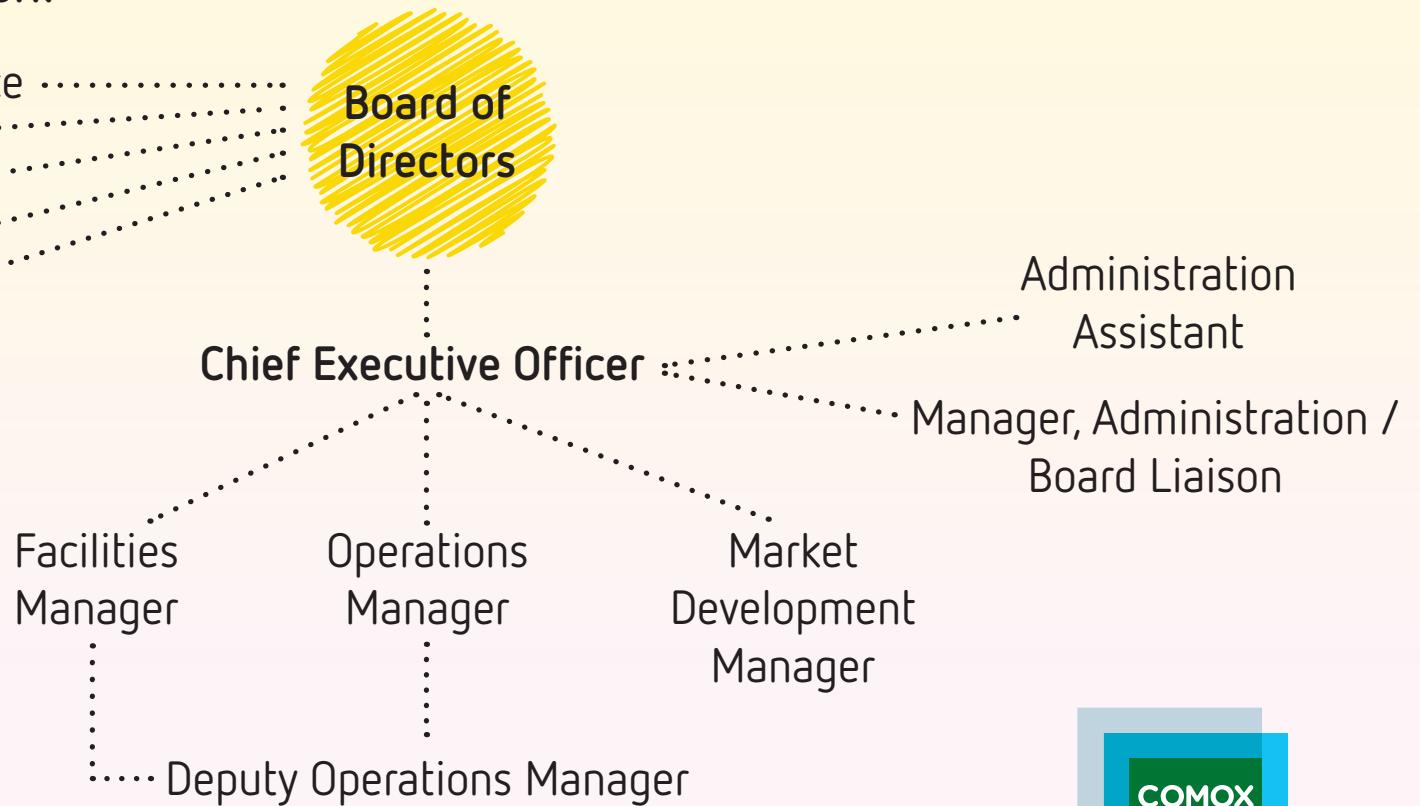 Board of
Directors
Administration
Assistant
Chief Executive Officer
Manager, Administration /
Board Liaison
Facilities
Manager
Operations
Manager
Market
Development
Manager
Deputy Operations Manager
COMOX